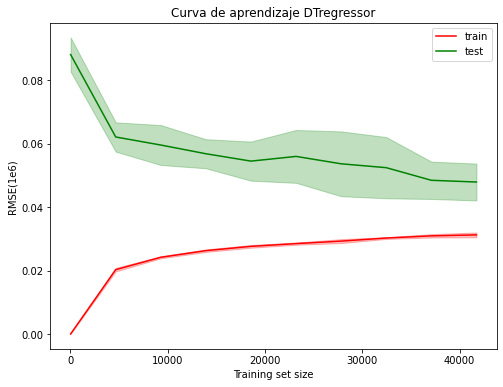 Curva de aprendizaje DTregressor
train
test
RMSE(1e6)
0.08
0.06
0.04
0.02
0.00
0
10000
20000
30000
40000
Training set size